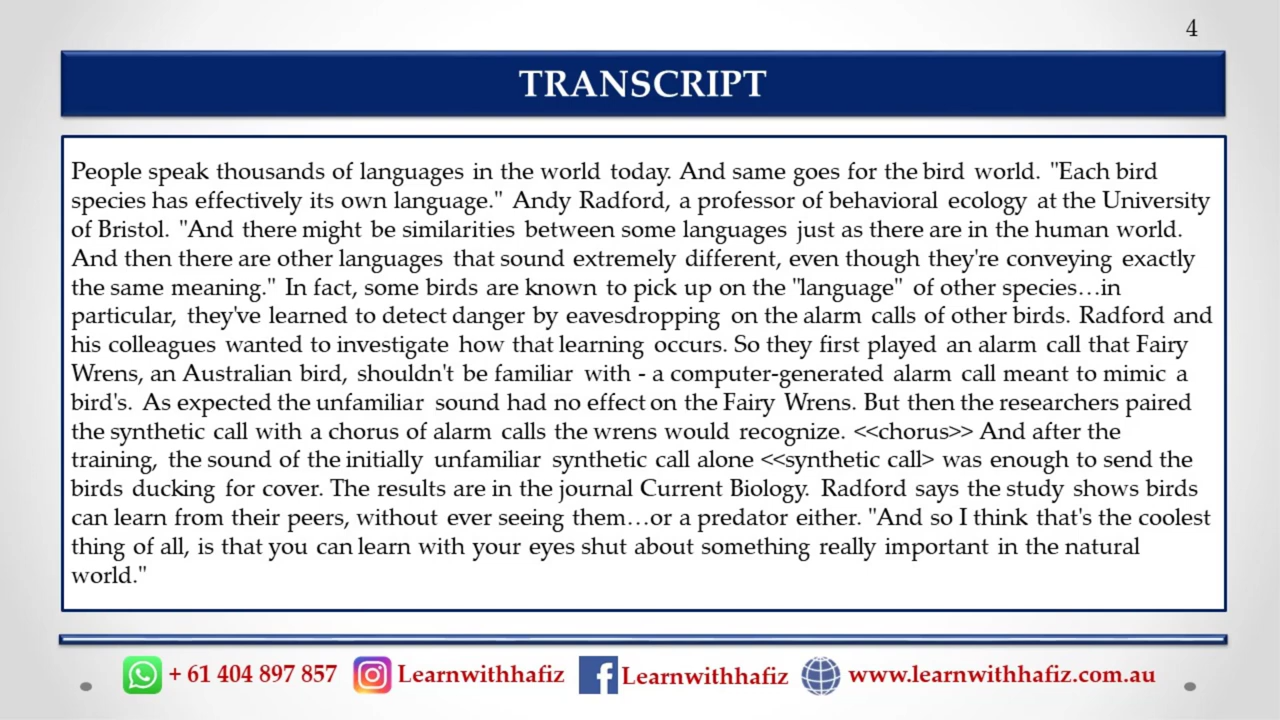 4
TRANSCRIPT
People speak thousands of languages in the world today. And same goes for the bird world. "Each bird
species has effectively its own language." Andy Radford, a professor of behavioral ecology at the University
of Bristol. "And there might be similarities between some languages just as there are in the human world.
And then there are other languages that sound extremely different, even though they're conveying exactly
the same meaning." In fact, some birds are known to pick up on the "language" of other species…in
particular, they've learned to detect danger by eavesdropping on the alarm calls of other birds. Radford and
his colleagues wanted to investigate how that learning occurs. So they first played an alarm call that Fairy
Wrens, an Australian bird, shouldn't be familiar with - a computer-generated alarm call meant to mimic a
bird's. As expected the unfamiliar sound had no effect on the Fairy Wrens. But then the researchers paired
the synthetic call with a chorus of alarm calls the wrens would recognize. <<chorus>> And after the
training, the sound of the initially unfamiliar synthetic call alone <<synthetic call> was enough to send the
birds ducking for cover. The results are in the journal Current Biology. Radford says the study shows birds
can learn from their peers, without ever seeing them…or a predator either. "And so I think that's the coolest
thing of all, is that you can learn with your eyes shut about something really important in the natural
world."
+ 61 404 897 857 Learnwithhafiz Learnwithhafiz www.learnwithhafiz.com.au